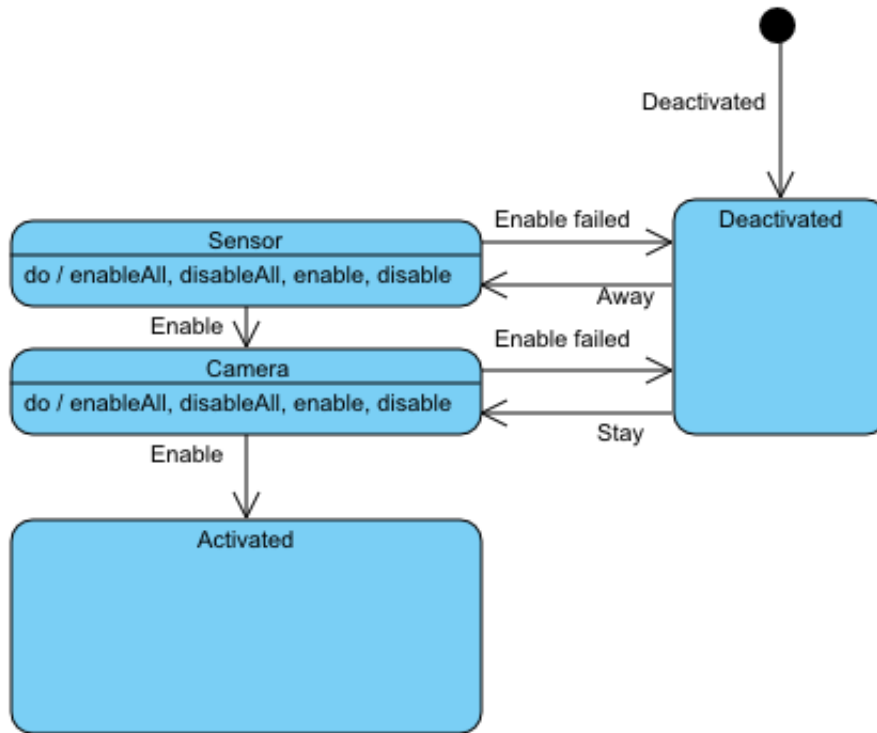 Deactivated
Deactivated
Sensor
do / enableAll, disableAll, enable, disable
Enable failed
Away
Enable
Camera
do / enableAll, disableAll, enable, disable
Enable failed
Stay
Enable
Activated